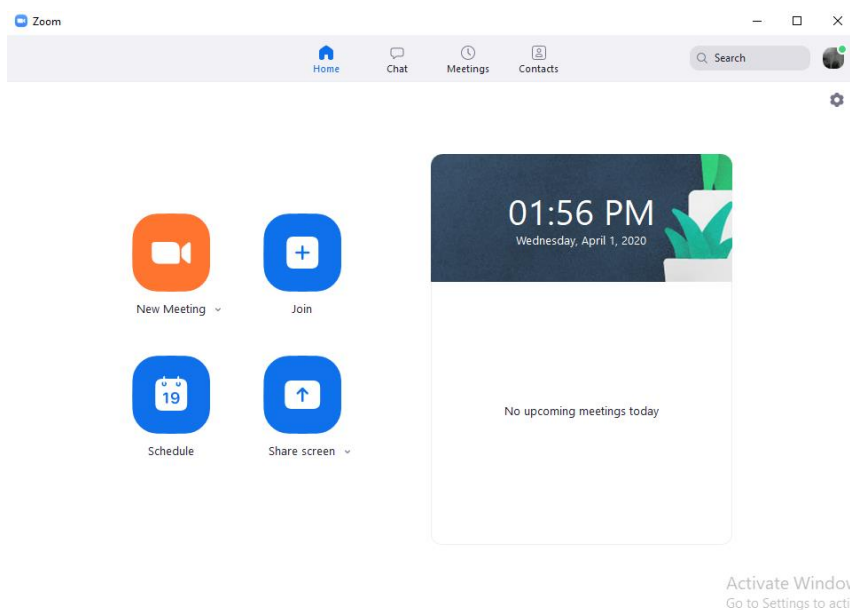 Zoom
Home
Chat
Meetings
Contacts
Search
01:56 PM
Wednesday, April 1, 2020
New Meeting
Join
19
Schedule
Share screen
No upcoming meetings today
Activate Window
Go to Settings to acti